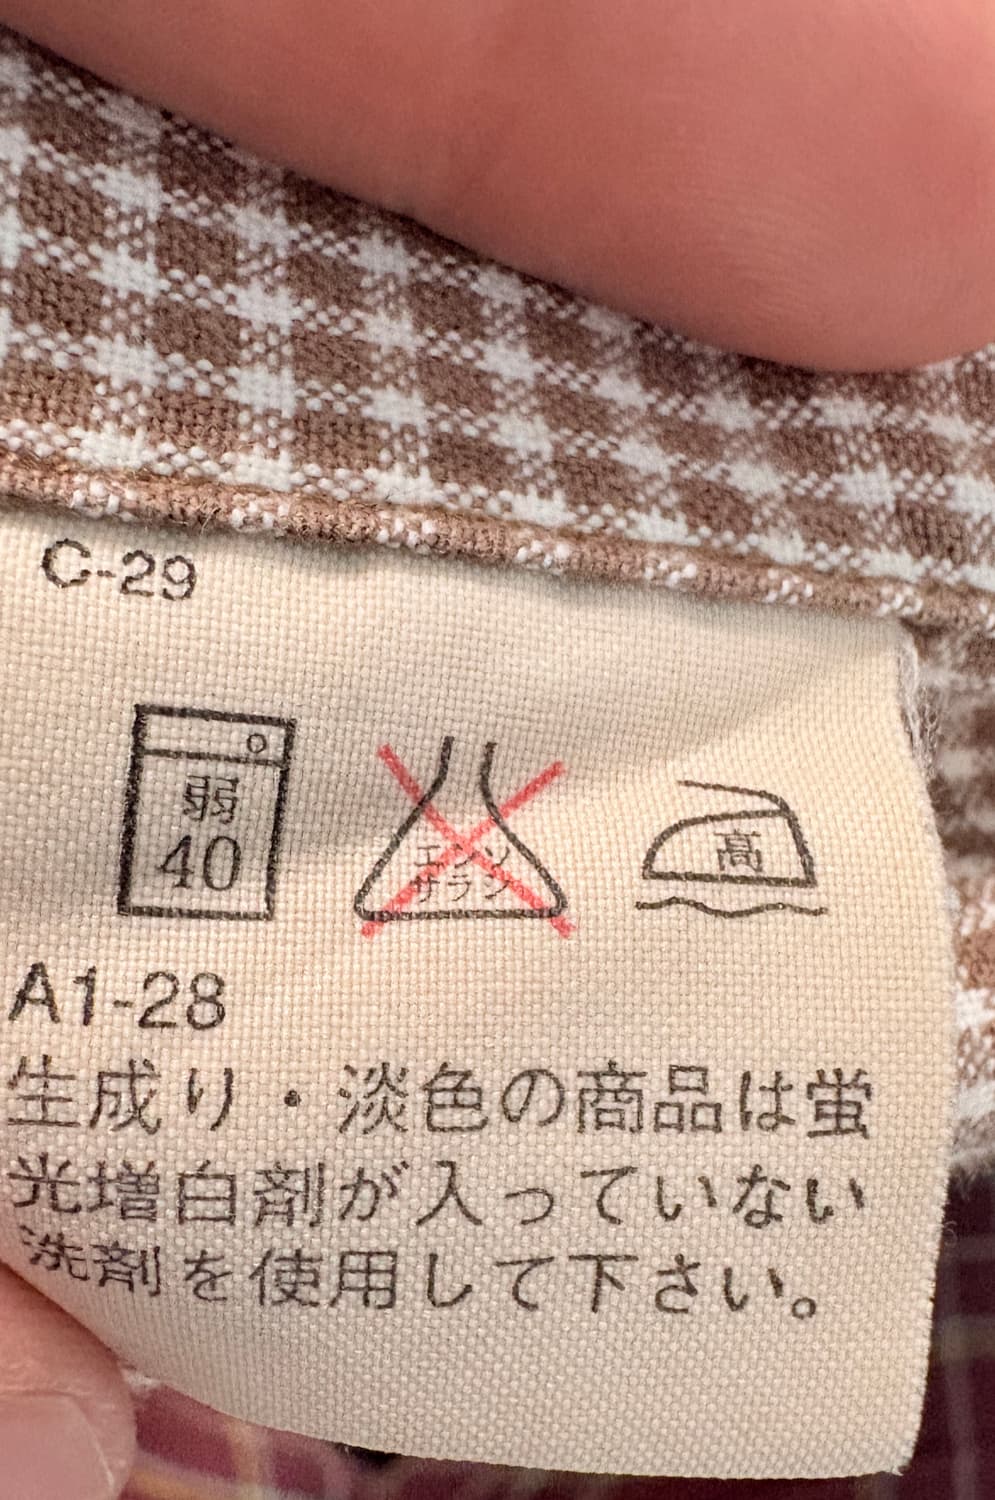 C-29
弱
40
エンソ
サラシ
高
A1-28
生成り・淡色の商品は蛍
光増白剤が入っていない
洗剤を使用して下さい。